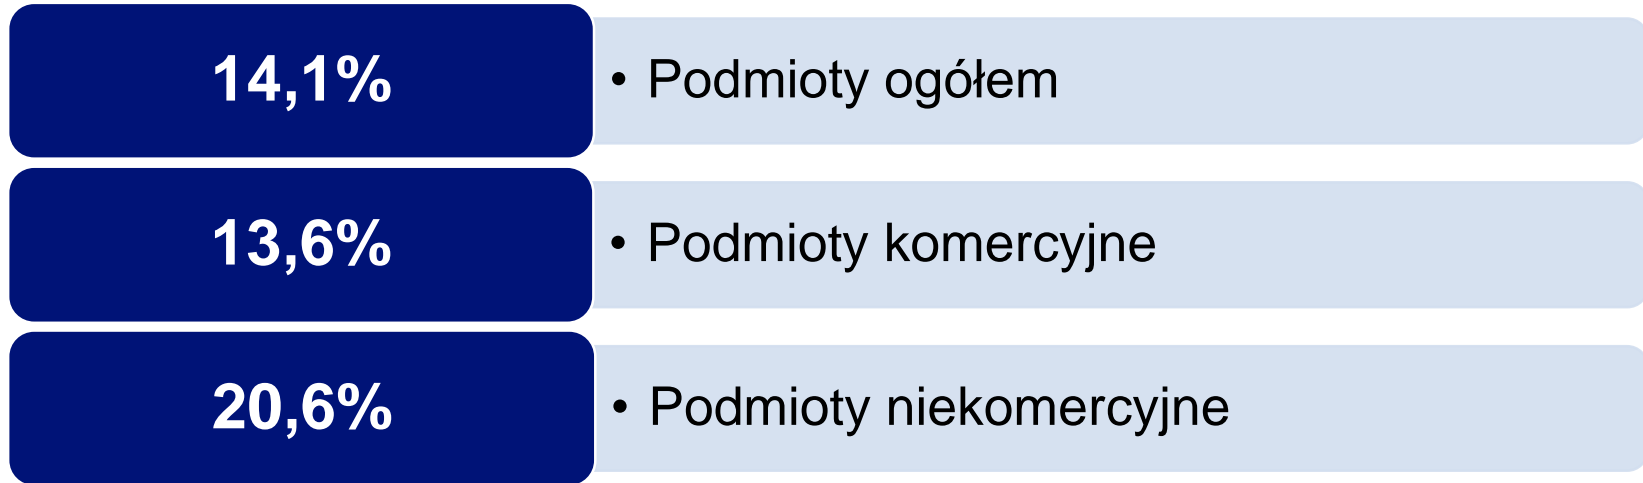 14,1% • Podmioty ogółem
13,6% • Podmioty komercyjne
20,6% • Podmioty niekomercyjne